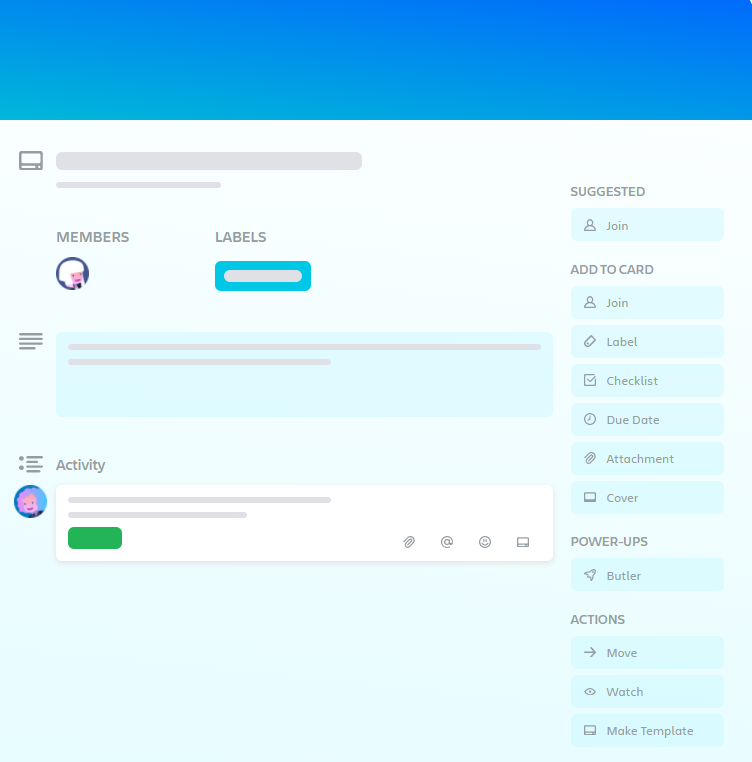 MEMBERS
LABELS
Activity
SUGGESTED
Join
ADD TO CARD
Join
Label
Checklist
Due Date
Attachment
Cover
POWER-UPS
Butler
ACTIONS
Move
Watch
Make Template